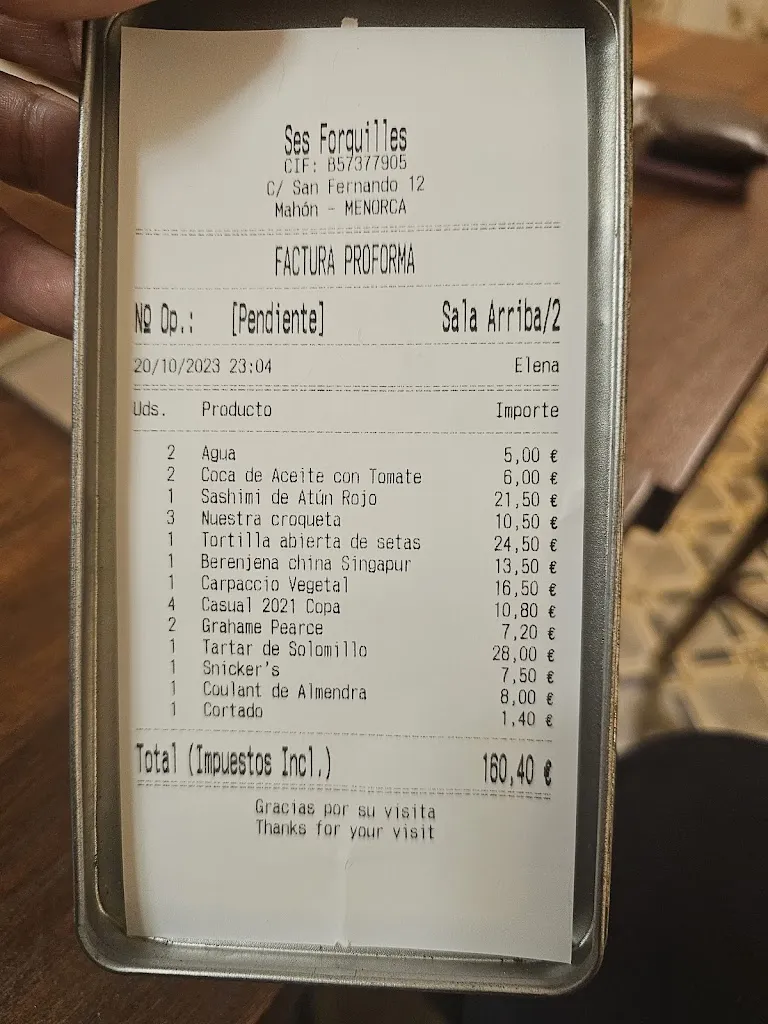 Ses Forquilles
CIF: B57377905
C/ San Fernando 12
Mahón - MENORCA
FACTURA PROFORMA
Nº Op.: [Pendiente] Sala Arriba/2
20/10/2023 23:04 Elena
Uds. Producto Importe
2 Agua 5,00 €
2 Coca de Aceite con Tomate 6,00 €
1 Sashimi de Atún Rojo 21,50 €
3 Nuestra croqueta 10,50 €
1 Tortilla abierta de setas 24,50 €
1 Berenjena china Singapur 13,50 €
1 Carpaccio Vegetal 16,50 €
4 Casual 2021 Copa 10,80 €
2 Grahame Pearce 7,20 €
1 Tartar de Solomillo 28,00 €
1 Snicker's 7,50 €
1 Coulant de Almendra 8,00 €
1 Cortado 1,40 €
Total (Impuestos Incl.) 160,40 €
Gracias por su visita
Thanks for your visit